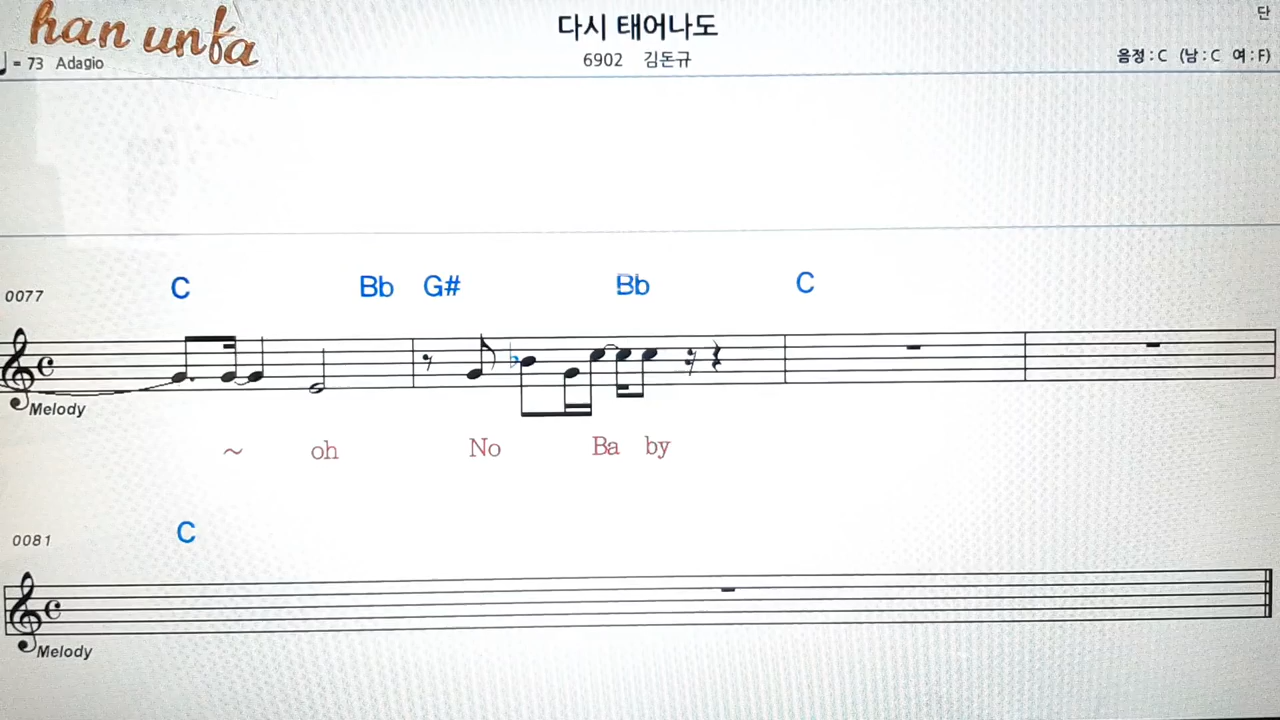 han unfa
다시 태어나도
단
♩ = 73 Adagio
6902 김돈규
음정 : C (남 : C 여 : F)
C Bb G# Bb C
0077
Melody
~ oh No Ba by
C
0081
Melody